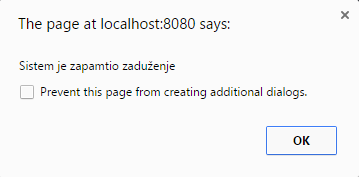 The page at localhost:8080 says:
Sistem je zapamtio zaduženje
Prevent this page from creating additional dialogs.
OK